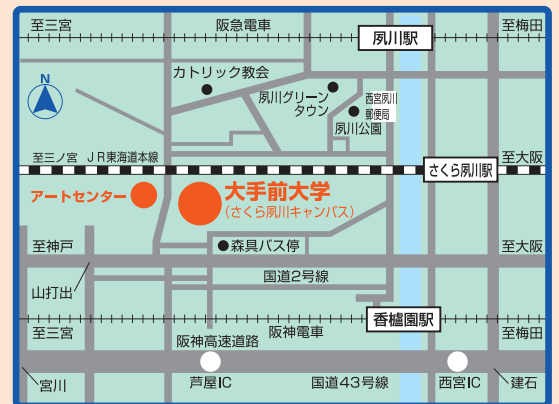 至三宮
阪急電車
夙川駅
至梅田
N
カトリック教会
夙川グリーン
タウン
西宮夙川
郵便局
夙川公園
至三ノ宮 JR東海道本線
さくら夙川駅
至大阪
アートセンター
大手前大学
(さくら夙川キャンパス)
至神戸
森具バス停
至大阪
山打出
国道2号線
香櫨園駅
至三宮
阪神電車
至梅田
阪神高速道路
宮川
芦屋IC
国道43号線
西宮IC
建石